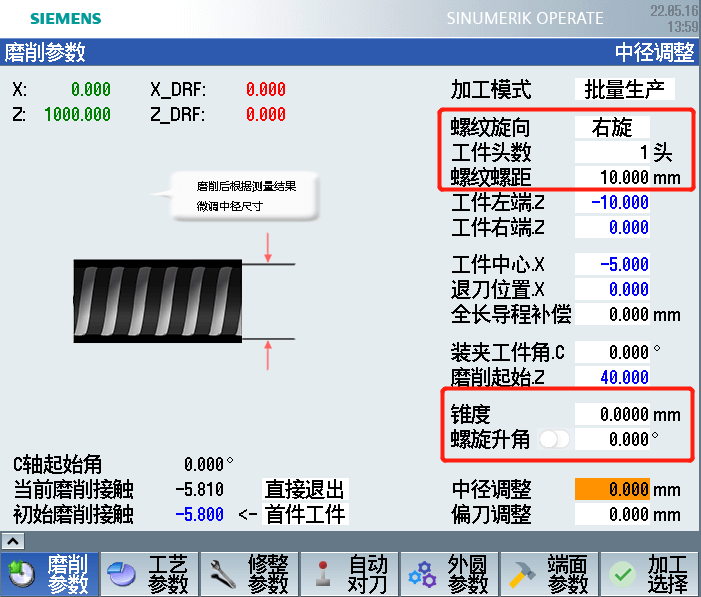 SIEMENS
SINUMERIK OPERATE
22.05.16
13:59
磨削参数 中径调整
X: 0.000 X_DRF: 0.000
Z: 1000.000 Z_DRF: 0.000
磨削后根据测量结果
微调中径尺寸
加工模式 批量生产
螺纹旋向 右旋
工件头数 1 头
螺纹螺距 10.000 mm
工件左端.Z -10.000
工件右端.Z 0.000
工件中心.X -5.000
退刀位置.X 0.000
全长导程补偿 0.000 mm
装夹工件角.C 0.000°
磨削起始.Z 40.000
锥度 0.0000 mm
螺旋升角 0.000°
中径调整 0.000 mm
偏刀调整 0.000 mm
C轴起始角 0.000°
当前磨削接触 -5.810 直接退出
初始磨削接触 -5.800 <- 首件工件
磨削参数
工艺参数
修整参数
自动对刀
外圆参数
端面参数
加工选择